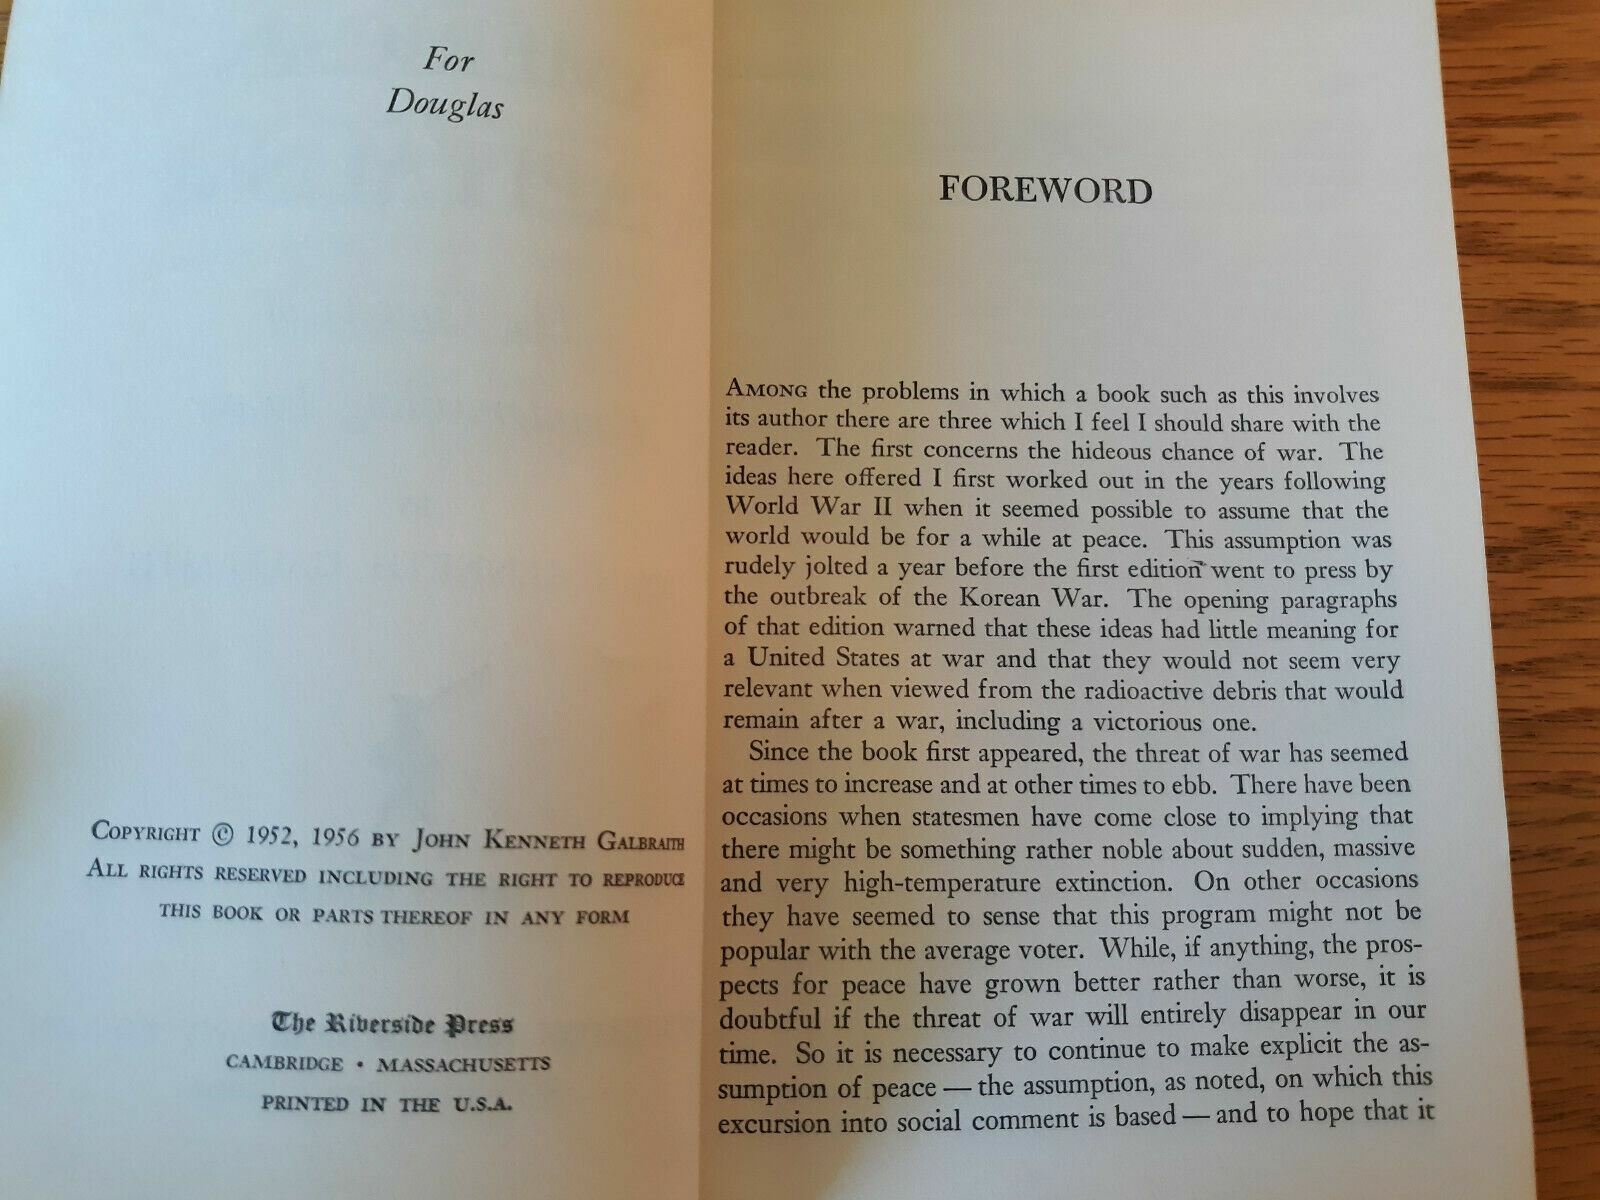 For
Douglas
Copyright © 1952, 1956 by John Kenneth Galbraith
All rights reserved including the right to reproduce
this book or parts thereof in any form
The Riverside Press
CAMBRIDGE • MASSACHUSETTS
PRINTED IN THE U.S.A.
FOREWORD
Among the problems in which a book such as this involves
its author there are three which I feel I should share with the
reader. The first concerns the hideous chance of war. The
ideas here offered I first worked out in the years following
World War II when it seemed possible to assume that the
world would be for a while at peace. This assumption was
rudely jolted a year before the first edition went to press by
the outbreak of the Korean War. The opening paragraphs
of that edition warned that these ideas had little meaning for
a United States at war and that they would not seem very
relevant when viewed from the radioactive debris that would
remain after a war, including a victorious one.
Since the book first appeared, the threat of war has seemed
at times to increase and at other times to ebb. There have been
occasions when statesmen have come close to implying that
there might be something rather noble about sudden, massive
and very high-temperature extinction. On other occasions
they have seemed to sense that this program might not be
popular with the average voter. While, if anything, the pros-
pects for peace have grown better rather than worse, it is
doubtful if the threat of war will entirely disappear in our
time. So it is necessary to continue to make explicit the as-
sumption of peace — the assumption, as noted, on which this
excursion into social comment is based — and to hope that it